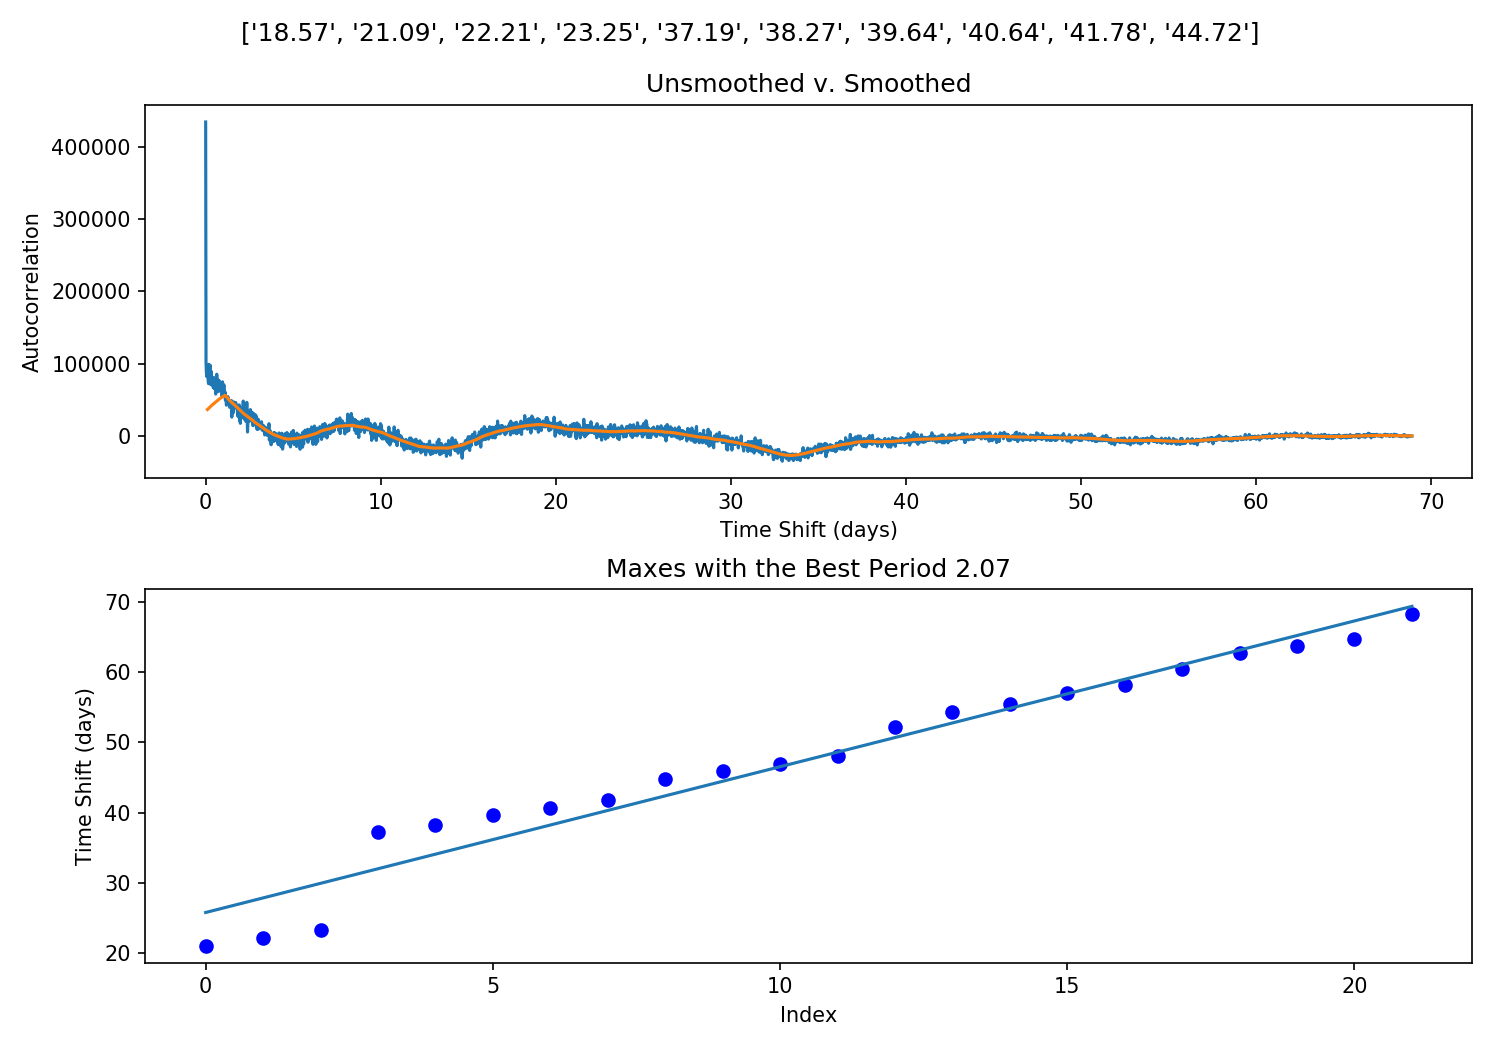 ['18.57', '21.09', '22.21', '23.25', '37.19', '38.27', '39.64', '40.64', '41.78', '44.72']
Unsmoothed v. Smoothed
Autocorrelation
400000
300000
200000
100000
0
0 10 20 30 40 50 60 70
Time Shift (days)
Maxes with the Best Period 2.07
Time Shift (days)
70
60
50
40
30
20
0 5 10 15 20
Index